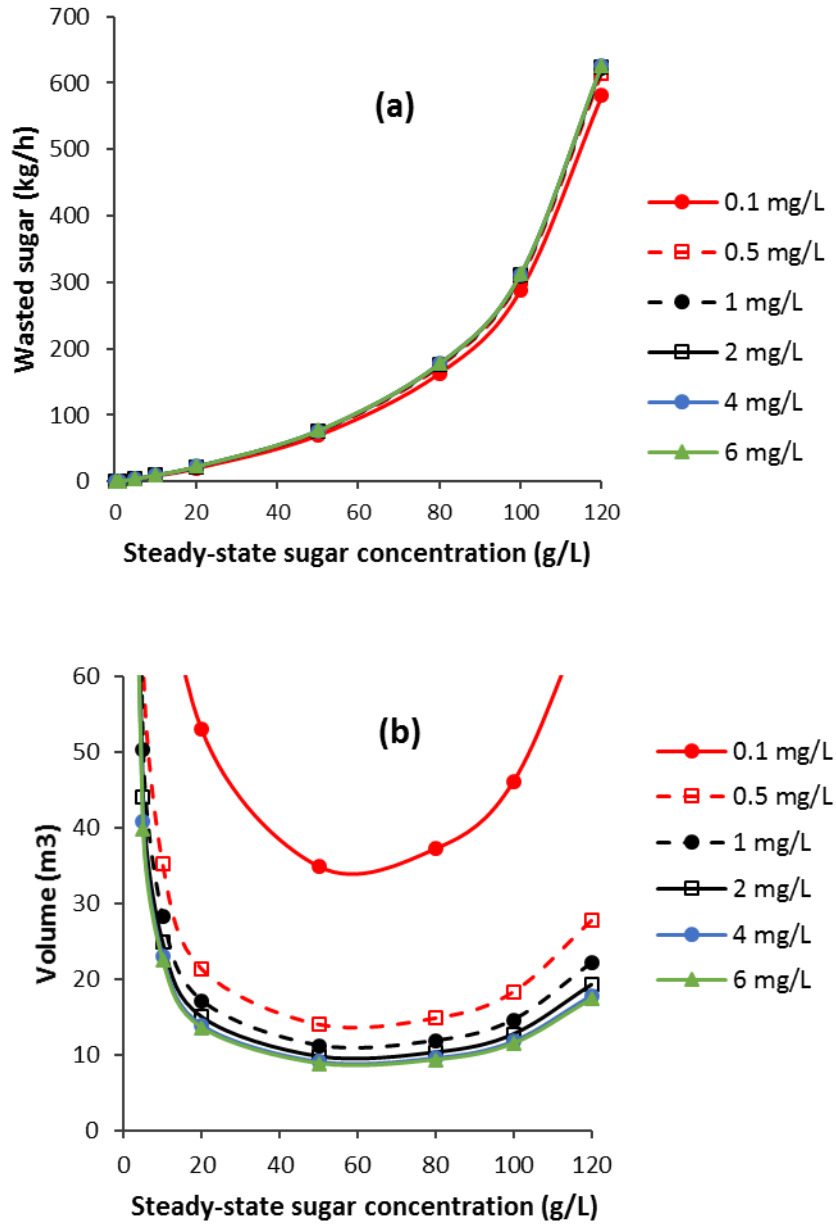 700
600
500
400
300
200
100
0
Wasted sugar (kg/h)
(a)
0 20 40 60 80 100 120
Steady-state sugar concentration (g/L)
0.1 mg/L
0.5 mg/L
1 mg/L
2 mg/L
4 mg/L
6 mg/L
60
50
40
30
20
10
0
Volume (m3)
(b)
0 20 40 60 80 100 120
Steady-state sugar concentration (g/L)
0.1 mg/L
0.5 mg/L
1 mg/L
2 mg/L
4 mg/L
6 mg/L